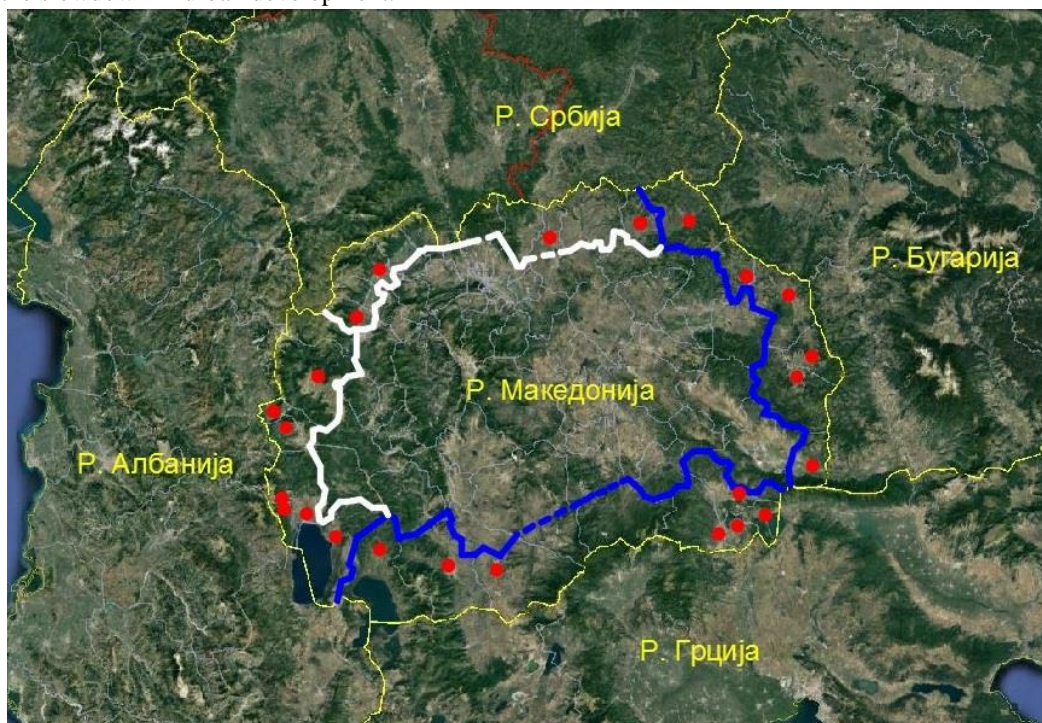 Р. Србија
Р. Бугарија
Р. Македонија
Р. Албанија
Р. Грција